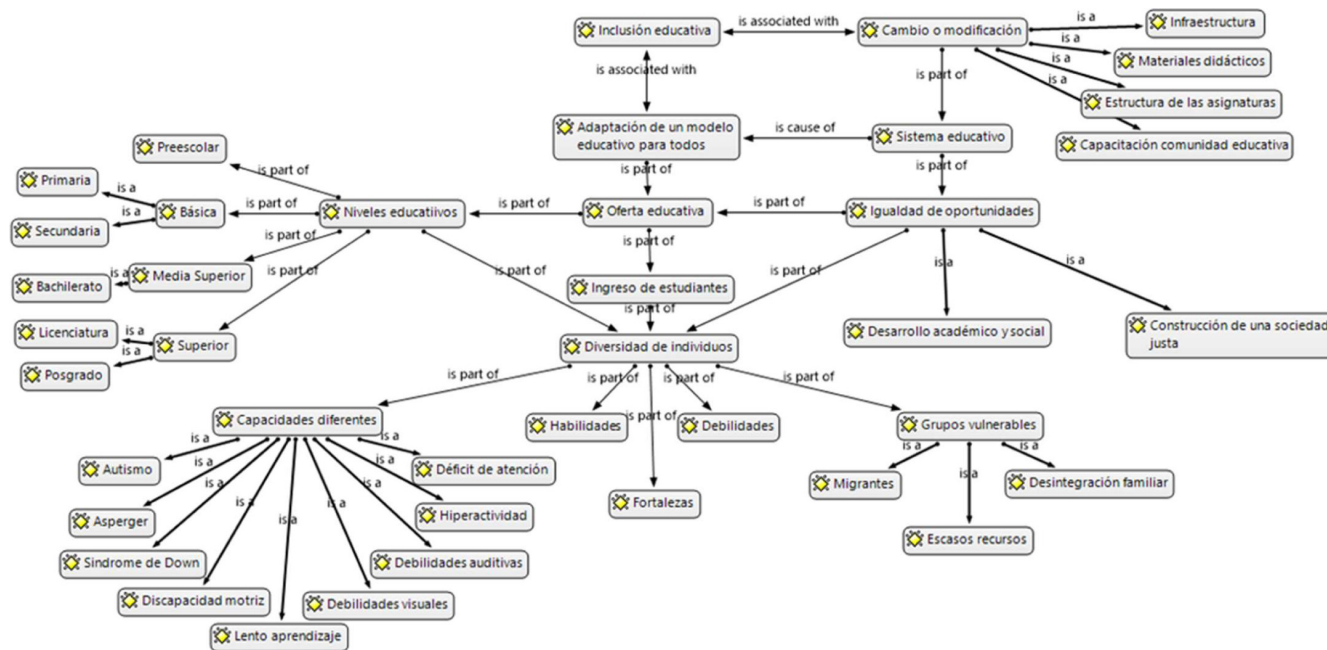 Inclusión educativa
is associated with
Cambio o modificación
is a
Infraestructura
is a
Materiales didácticos
is a
Estructura de las asignaturas
is a
Capacitación comunidad educativa
is associated with
is part of
Adaptación de un modelo
educativo para todos
is cause of
Sistema educativo
Preescolar
is part of
is part of
is part of
Primaria
is a
Básica
is part of
Niveles educatiivos
is part of
Oferta educativa
is part of
Igualdad de oportunidades
Secundaria
is a
is part of
is part of
Media Superior
is a
Bachilerato
is part of
is part of
is part of
is a
is a
Ingreso de estudiantes
is part of
Licenciatura
is a
Superior
is a
Posgrado
Diversidad de individuos
Desarrollo académico y social
Construcción de una sociedad
justa
is part of
is part of
is part of
is part of
is part of
Capacidades diferentes
Habilidades
Debilidades
Fortalezas
Grupos vulnerables
is a
is a
is a
Migrantes
Desintegración familiar
Escasos recursos
is a
is a
is a
is a
is a
is a
is a
is a
is a
Autismo
Déficit de atención
Asperger
Hiperactividad
Sindrome de Down
Debilidades auditivas
Discapacidad motriz
Debilidades visuales
Lento aprendizaje